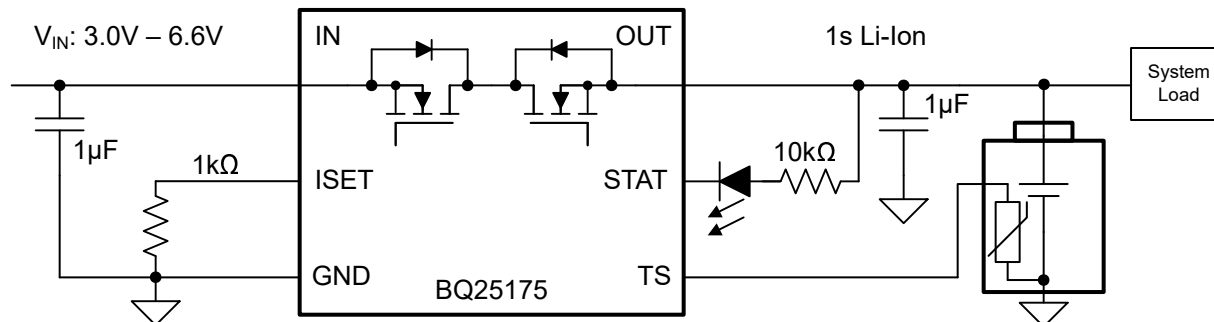 V_IN: 3.0V – 6.6V
IN
OUT
1s Li-Ion
System
Load
1µF
1µF
1kΩ
ISET
STAT
10kΩ
GND
TS
BQ25175